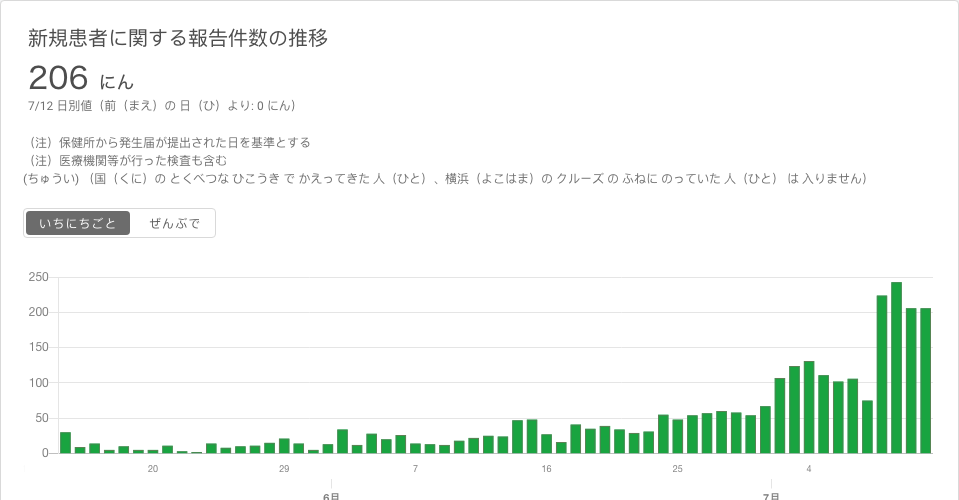 新規患者に関する報告件数の推移
206 にん
7/12 日別値（前（まえ）の 日（ひ）より: 0 にん）
（注）保健所から発生届が提出された日を基準とする
（注）医療機関等が行った検査も含む
(ちゅうい) （国（くに）の とくべつな ひこうき で かえってきた 人（ひと）、横浜（よこはま）の クルーズ の ふねに のっていた 人（ひと） は 入りません）
いちにちごと ぜんぶで
250
200
150
100
50
0
20 29 7 16 25 4
6月 7月